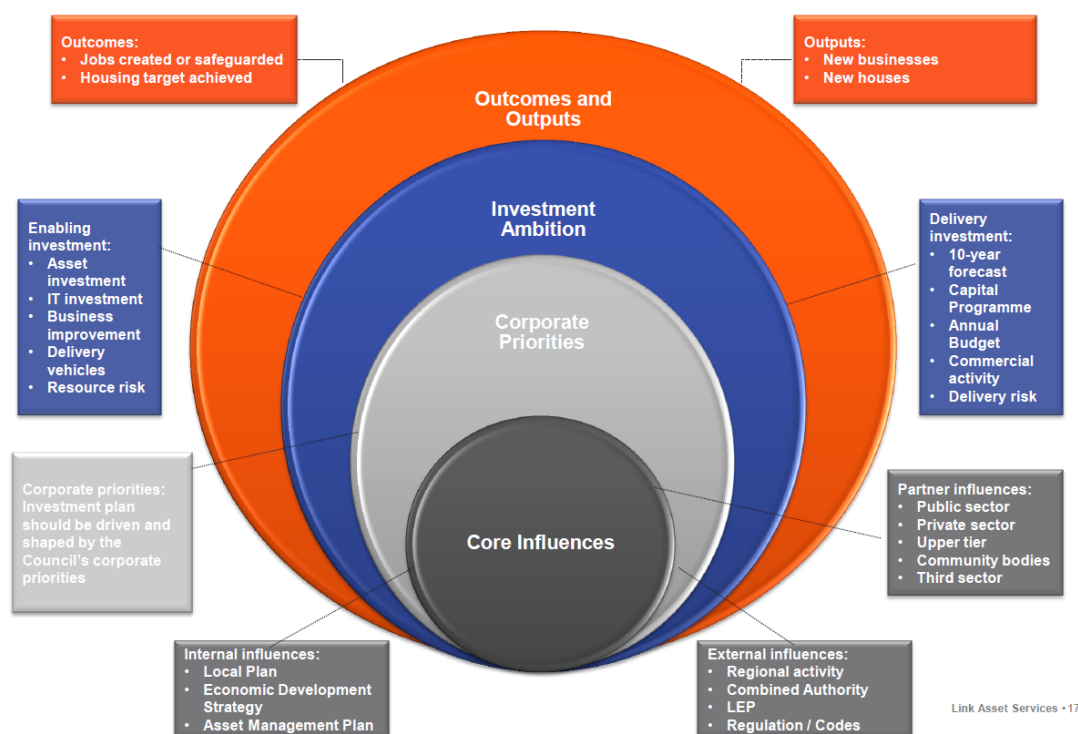 Outcomes:
• Jobs created or safeguarded
• Housing target achieved
Outputs:
• New businesses
• New houses
Outcomes and
Outputs
Investment
Ambition
Corporate
Priorities
Core Influences
Enabling
investment:
• Asset
investment
• IT investment
• Business
improvement
• Delivery
vehicles
• Resource risk
Delivery
investment:
• 10-year
forecast
• Capital
Programme
• Annual
Budget
• Commercial
activity
• Delivery risk
Corporate priorities:
Investment plan
should be driven and
shaped by the
Council's corporate
priorities
Partner influences:
• Public sector
• Private sector
• Upper tier
• Community bodies
• Third sector
Internal influences:
• Local Plan
• Economic Development
Strategy
• Asset Management Plan
External influences:
• Regional activity
• Combined Authority
• LEP
• Regulation / Codes
Link Asset Services • 17